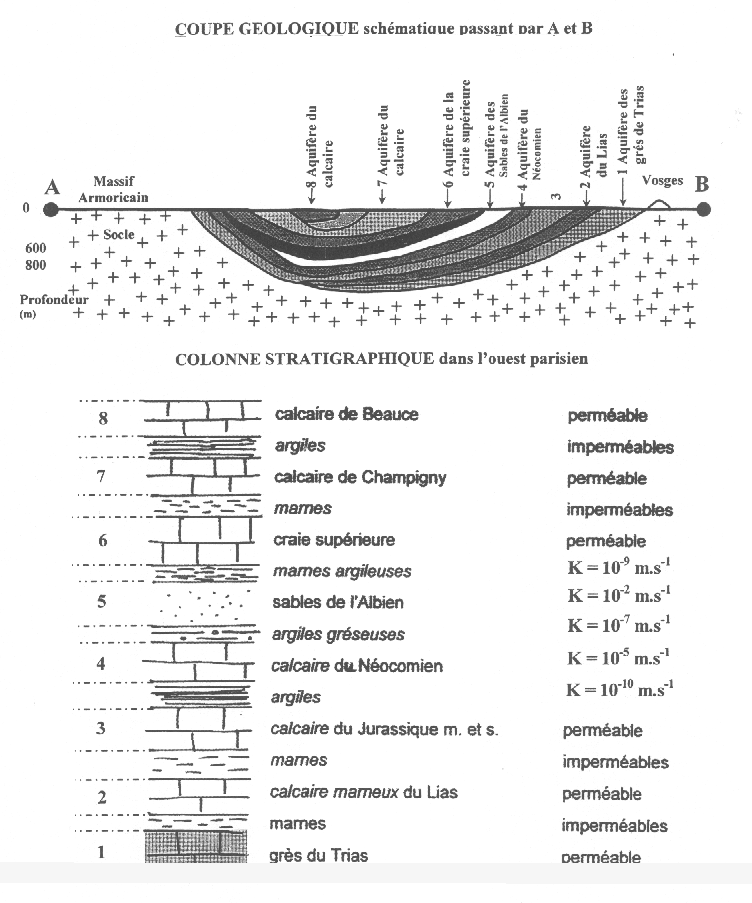 COUPE GEOLOGIQUE schématique passant par A et B
8 Aquifère du
calcaire
7 Aquifère du
calcaire
6 Aquifère de la
craie supérieure
5 Aquifère des
Sables de l'Albien
4 Aquifère du
Néocomien
3
2 Aquifère
du Lias
1 Aquifère des
grés de Trias
A
Massif
Armoricain
Vosges
B
0
Socle
600
800
Profondeur
(m)
COLONNE STRATIGRAPHIQUE dans l'ouest parisien
8 calcaire de Beauce perméable
argiles imperméables
7 calcaire de Champigny perméable
marnes imperméables
6 craie supérieure perméable
marnes argileuses K = 10⁻⁹ m.s⁻¹
5 sables de l'Albien K = 10⁻² m.s⁻¹
argiles gréseuses K = 10⁻⁷ m.s⁻¹
4 calcaire du Néocomien K = 10⁻⁵ m.s⁻¹
argiles K = 10⁻¹⁰ m.s⁻¹
3 calcaire du Jurassique m. et s. perméable
marnes imperméables
2 calcaire marneux du Lias perméable
marnes imperméables
1 grès du Trias perméable